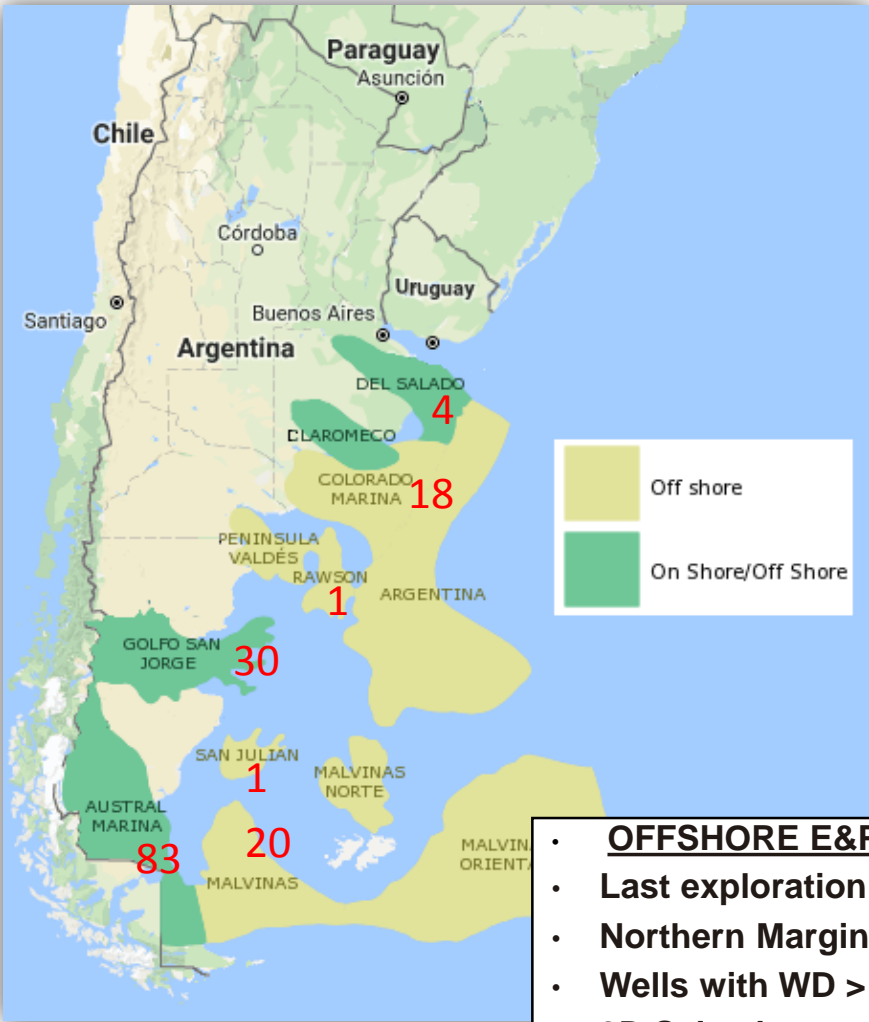 Paraguay
Asunción
Chile
Córdoba
Uruguay
Santiago
Buenos Aires
Argentina
DEL SALADO
4
CLAROMECO
COLORADO
MARINA
18
Off shore
PENINSULA
VALDÉS
RAWSON
1
ARGENTINA
On Shore/Off Shore
GOLFO SAN
JORGE
30
SAN JULIAN
1
MALVINAS
NORTE
AUSTRAL
MARINA
83
20
MALVINAS
MALVIN
ORIENTA
· OFFSHORE E&P
· Last exploration
· Northern Margin
· Wells with WD >